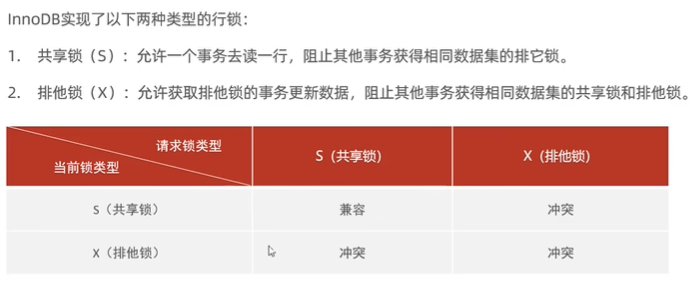 InnoDB实现了以下两种类型的行锁：
1. 共享锁（S）：允许一个事务去读一行，阻止其他事务获得相同数据集的排它锁。
2. 排他锁（X）：允许获取排他锁的事务更新数据，阻止其他事务获得相同数据集的共享锁和排他锁。
请求锁类型
当前锁类型
S（共享锁）
X（排他锁）
S（共享锁）
兼容
冲突
X（排他锁）
冲突
冲突